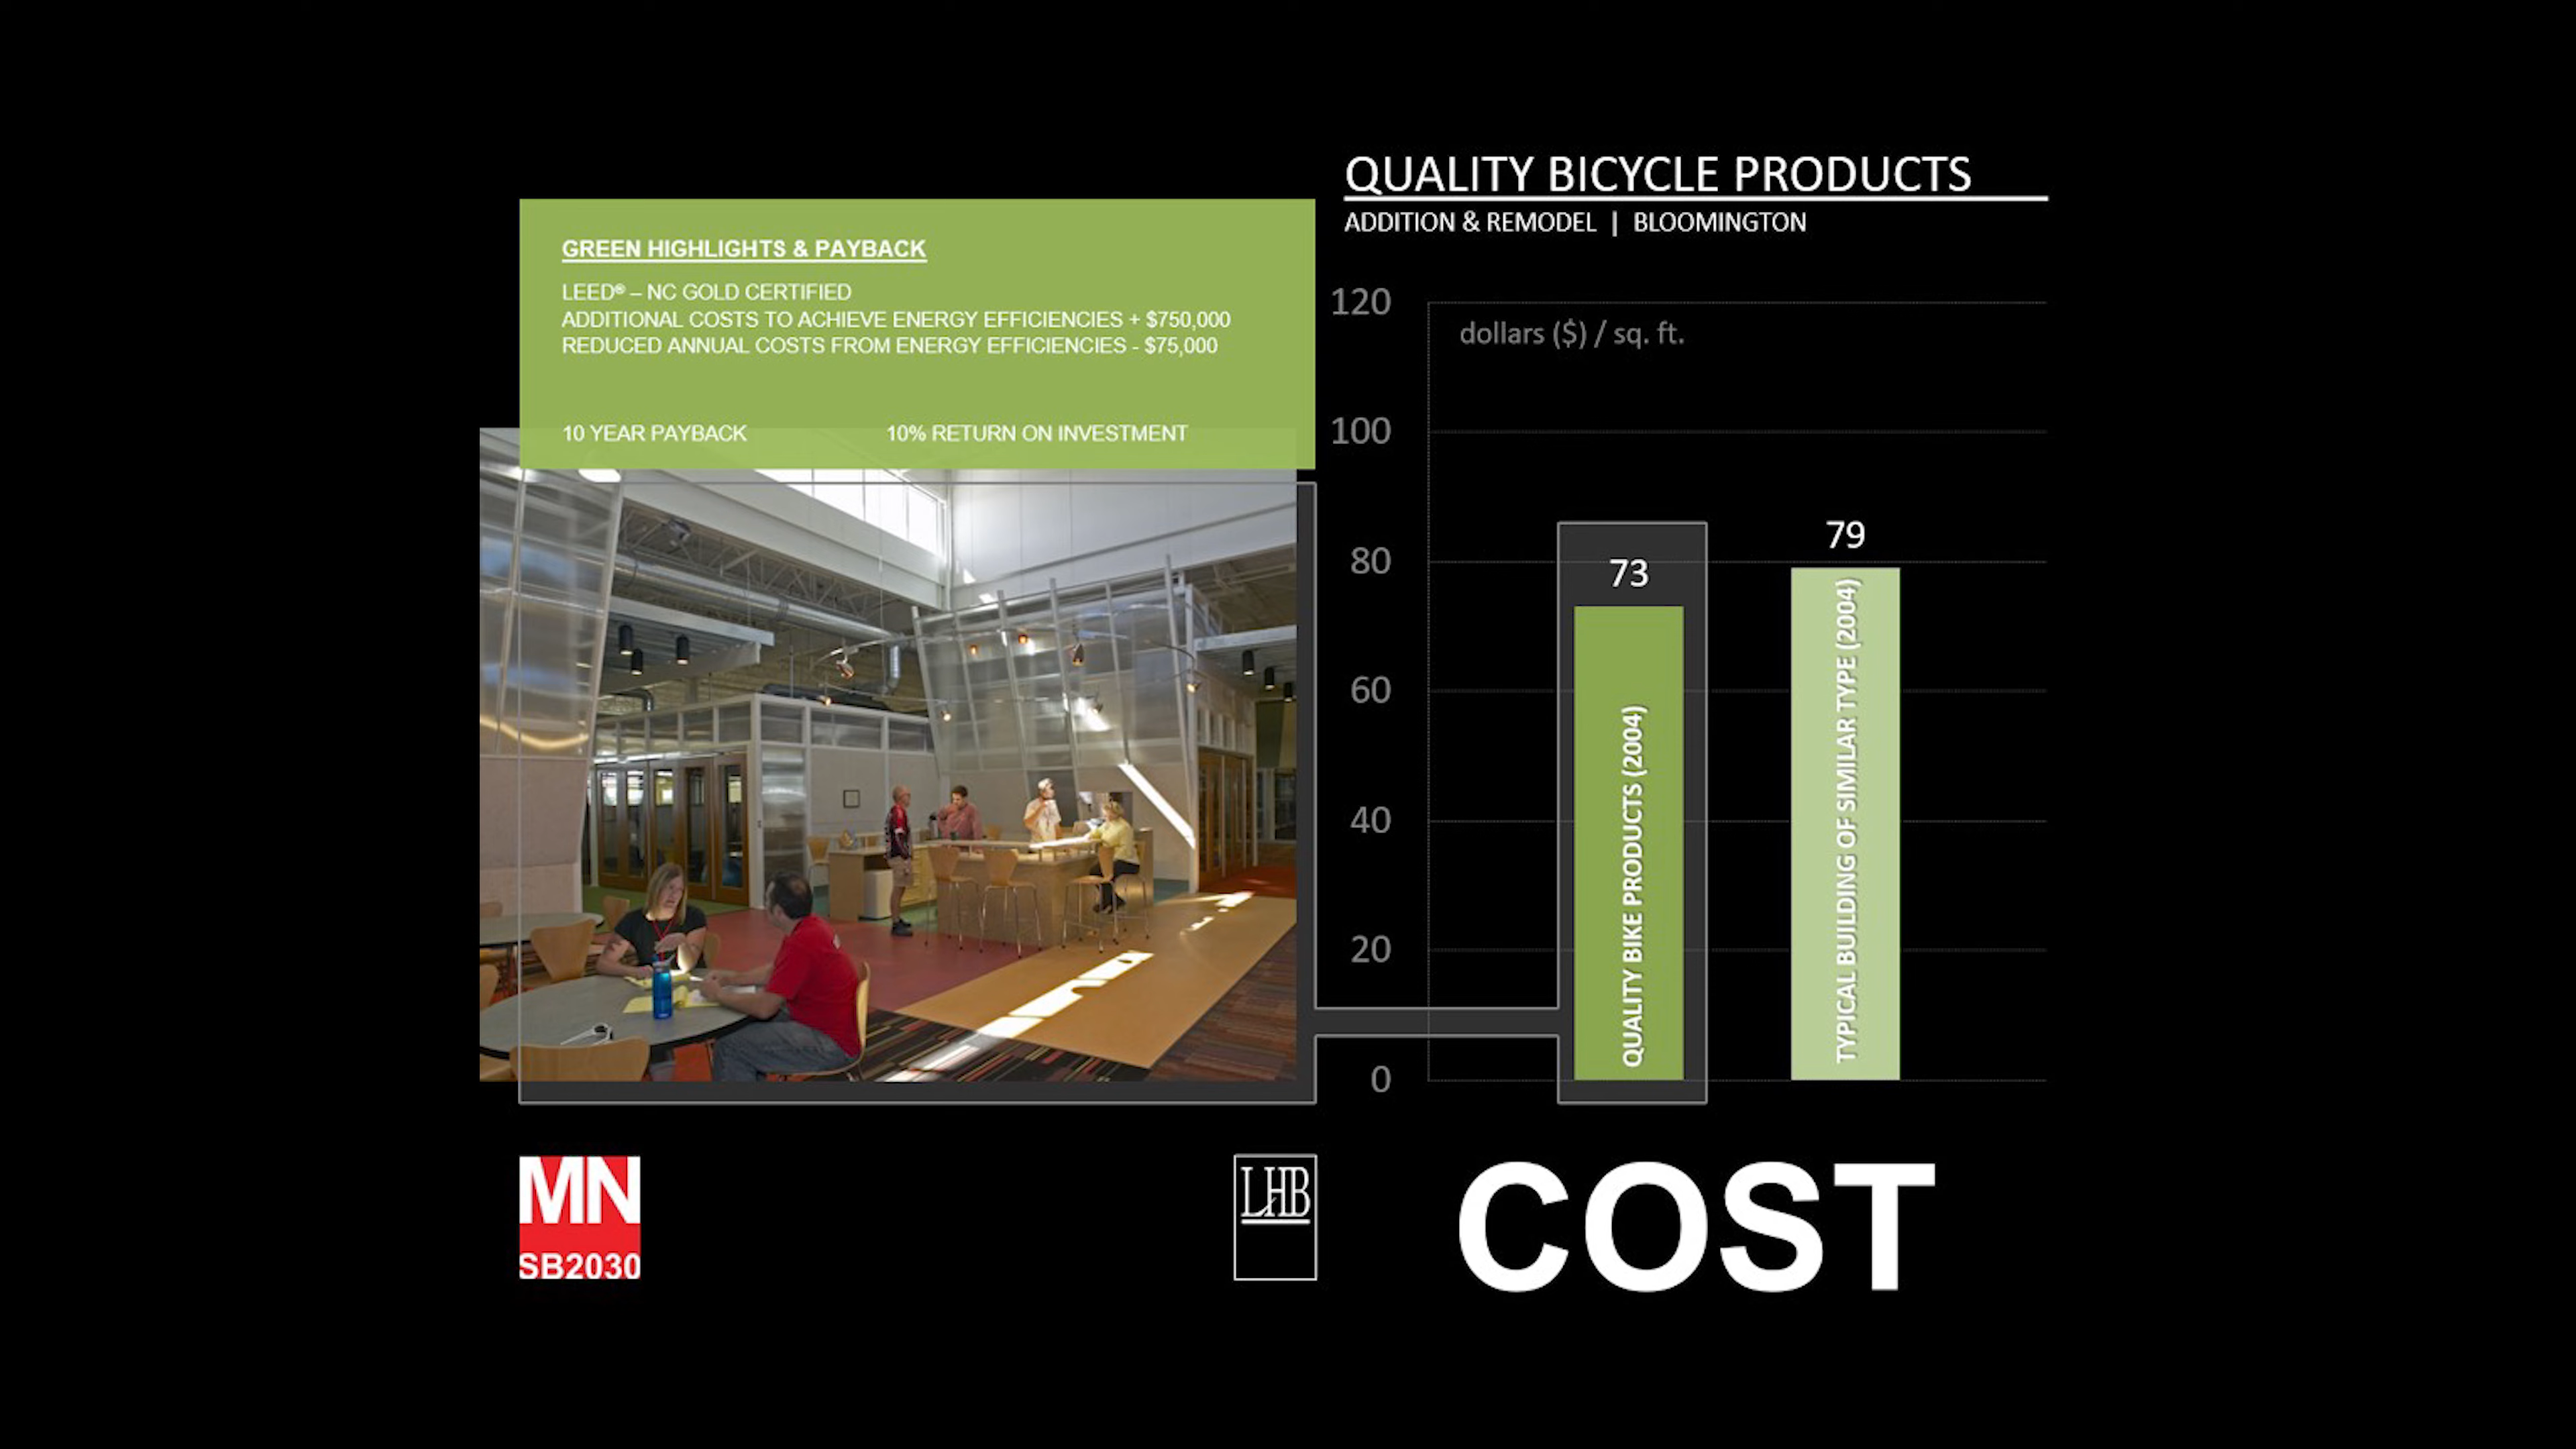 QUALITY BICYCLE PRODUCTS
ADDITION & REMODEL | BLOOMINGTON
GREEN HIGHLIGHTS & PAYBACK
LEED® – NC GOLD CERTIFIED
ADDITIONAL COSTS TO ACHIEVE ENERGY EFFICIENCIES + $750,000
REDUCED ANNUAL COSTS FROM ENERGY EFFICIENCIES - $75,000
10 YEAR PAYBACK 10% RETURN ON INVESTMENT
dollars ($) / sq. ft.
120
100
80
60
40
20
0
73
79
QUALITY BIKE PRODUCTS (2004)
TYPICAL BUILDING OF SIMILAR TYPE (2004)
MN
SB2030
LHB
COST